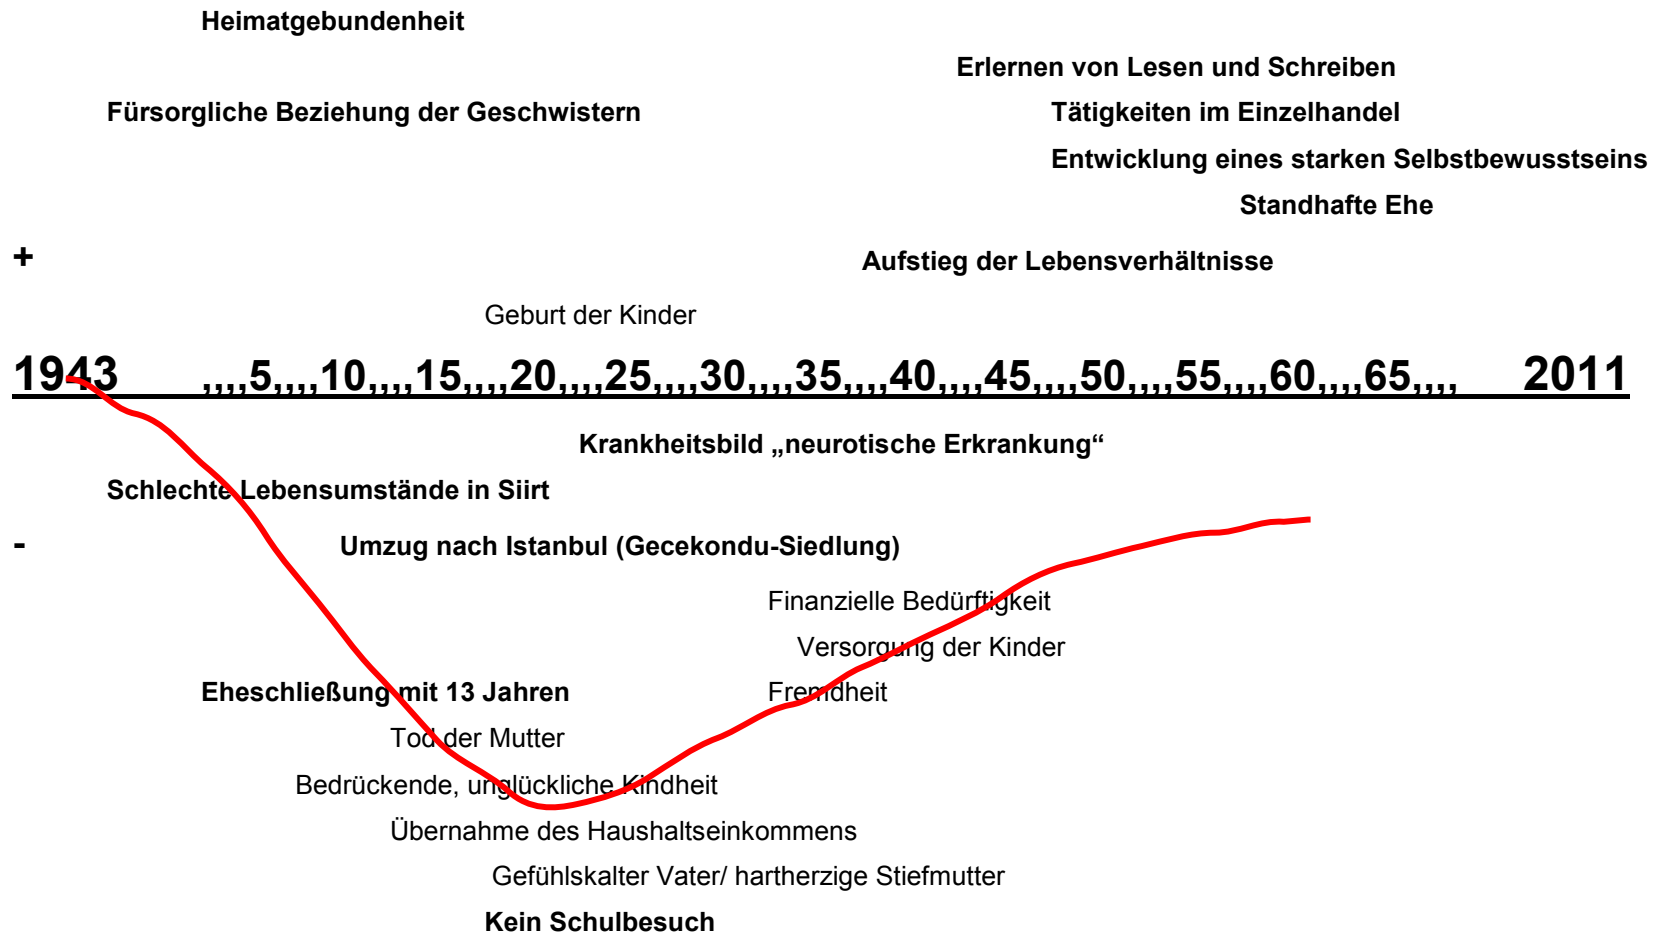 Heimatgebundenheit
Erlernen von Lesen und Schreiben
Fürsorgliche Beziehung der Geschwistern Tätigkeiten im Einzelhandel
Entwicklung eines starken Selbstbewusstseins
Standhafte Ehe
+ Aufstieg der Lebensverhältnisse
Geburt der Kinder
1943 ,,,,5,,,,10,,,,15,,,,20,,,,25,,,,30,,,,35,,,,40,,,,45,,,,50,,,,55,,,,60,,,,65,,,, 2011
Krankheitsbild „neurotische Erkrankung“
Schlechte Lebensumstände in Siirt
- Umzug nach Istanbul (Gecekondu-Siedlung)
Finanzielle Bedürftigkeit
Versorgung der Kinder
Eheschließung mit 13 Jahren Fremdheit
Tod der Mutter
Bedrückende, unglückliche Kindheit
Übernahme des Haushaltseinkommens
Gefühlskalter Vater/ hartherzige Stiefmutter
Kein Schulbesuch